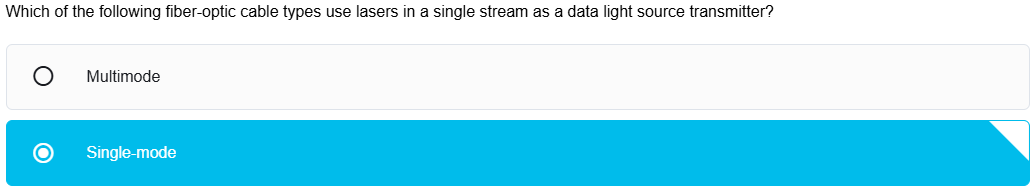 Which of the following fiber-optic cable types use lasers in a single stream as a data light source transmitter?
Multimode
Single-mode